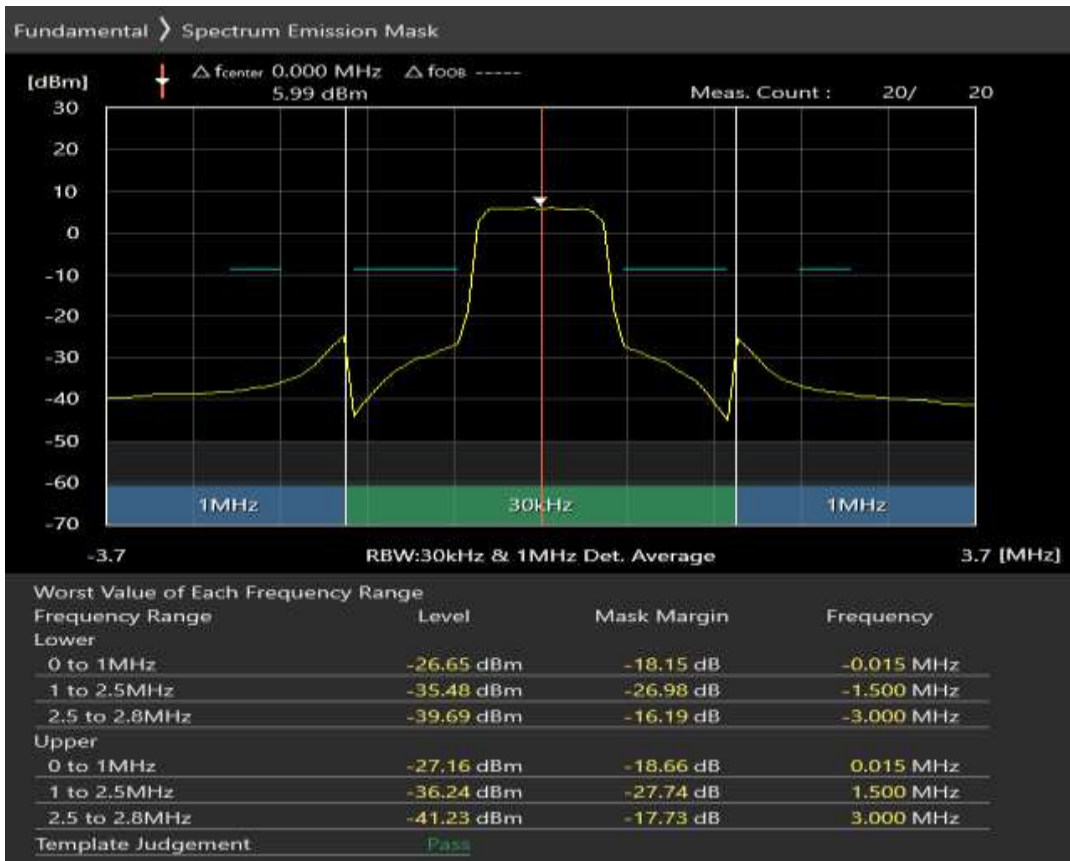 Fundamental 〉 Spectrum Emission Mask
[dBm] △ fcenter 0.000 MHz △ fOOB -----
5.99 dBm Meas. Count : 20/ 20
30
20
10
0
-10
-20
-30
-40
-50
-60
-70
1MHz 30kHz 1MHz
-3.7 RBW:30kHz & 1MHz Det. Average 3.7 [MHz]
Worst Value of Each Frequency Range
Frequency Range Level Mask Margin Frequency
Lower
0 to 1MHz -26.65 dBm -18.15 dB -0.015 MHz
1 to 2.5MHz -35.48 dBm -26.98 dB -1.500 MHz
2.5 to 2.8MHz -39.69 dBm -16.19 dB -3.000 MHz
Upper
0 to 1MHz -27.16 dBm -18.66 dB 0.015 MHz
1 to 2.5MHz -36.24 dBm -27.74 dB 1.500 MHz
2.5 to 2.8MHz -41.23 dBm -17.73 dB 3.000 MHz
Template Judgement Pass